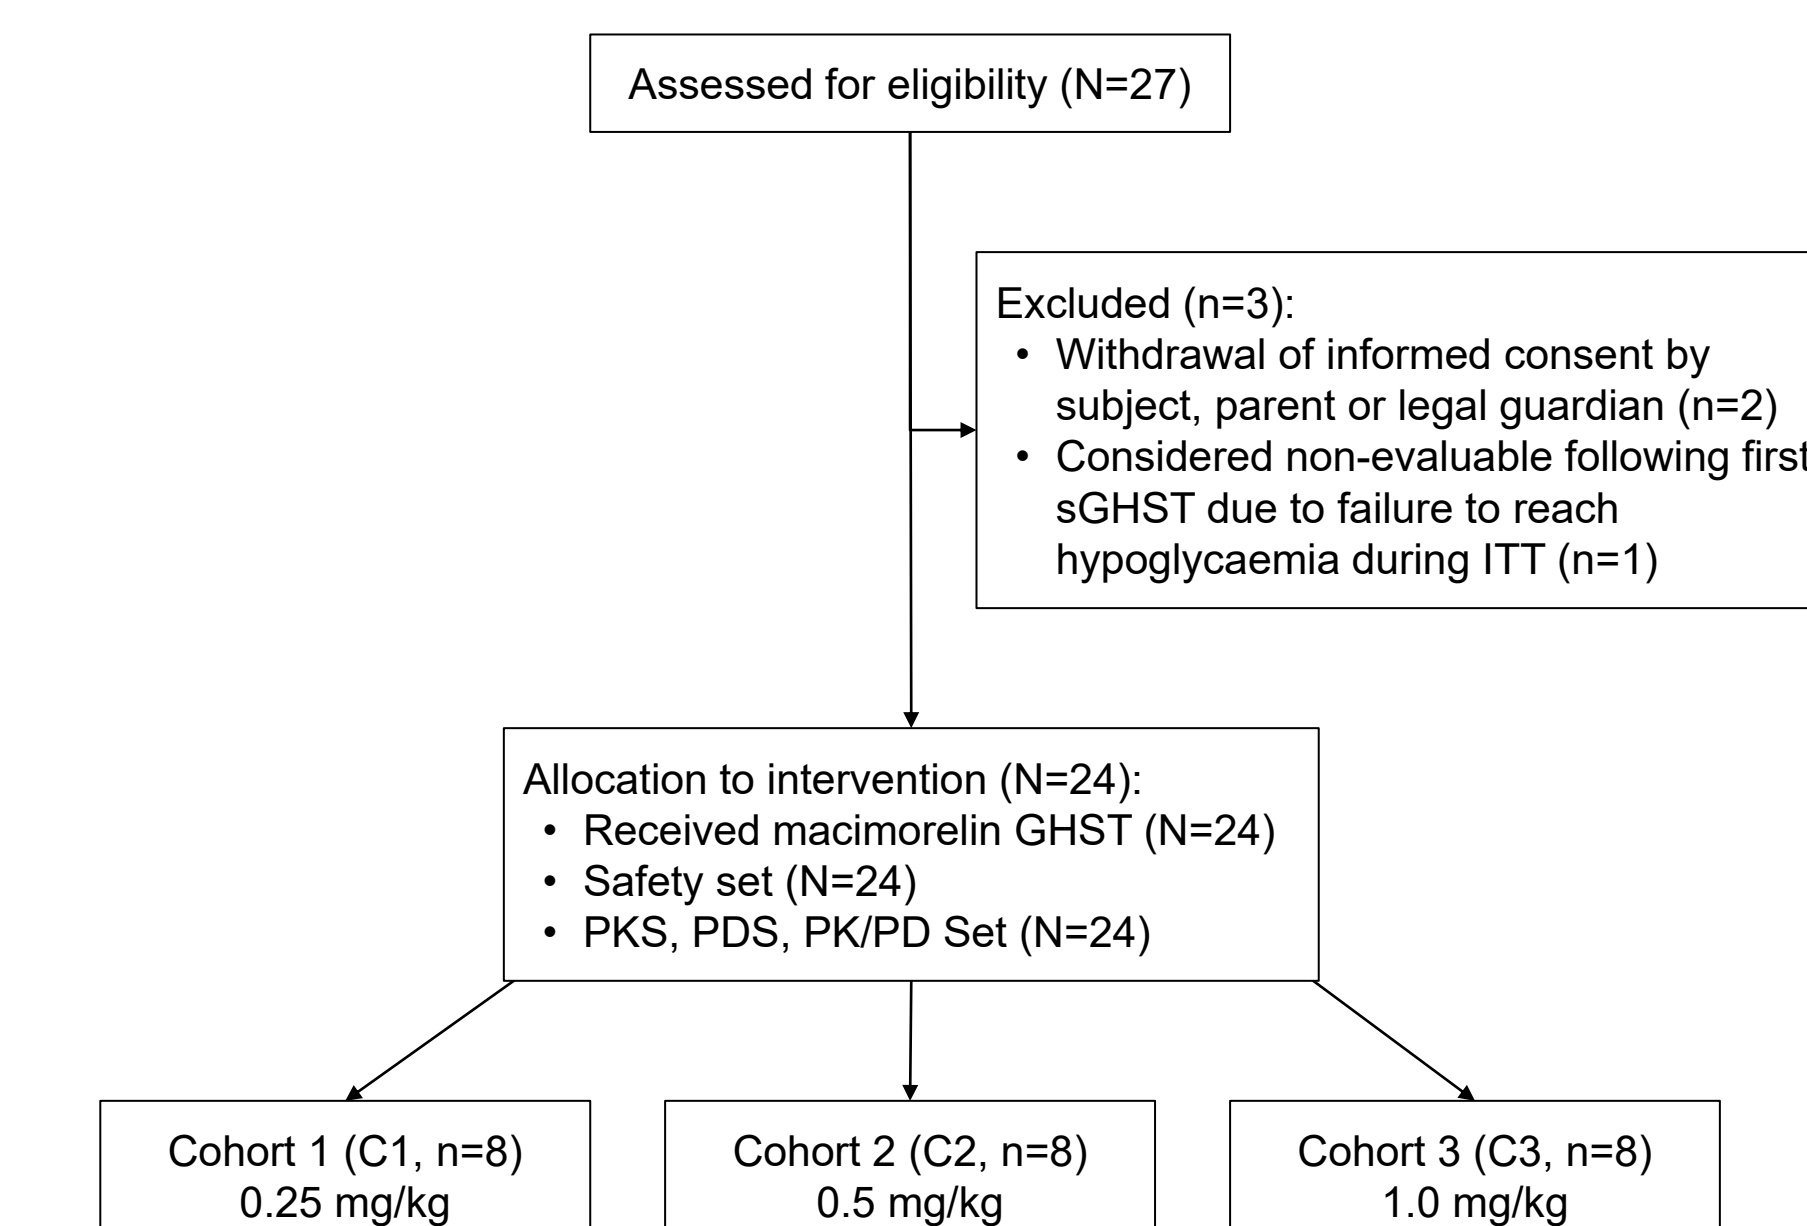 Assessed for eligibility (N=27)
Excluded (n=3):
• Withdrawal of informed consent by
subject, parent or legal guardian (n=2)
• Considered non-evaluable following first
sGHST due to failure to reach
hypoglycaemia during ITT (n=1)
Allocation to intervention (N=24):
• Received macimorelin GHST (N=24)
• Safety set (N=24)
• PKS, PDS, PK/PD Set (N=24)
Cohort 1 (C1, n=8)
0.25 mg/kg
Cohort 2 (C2, n=8)
0.5 mg/kg
Cohort 3 (C3, n=8)
1.0 mg/kg